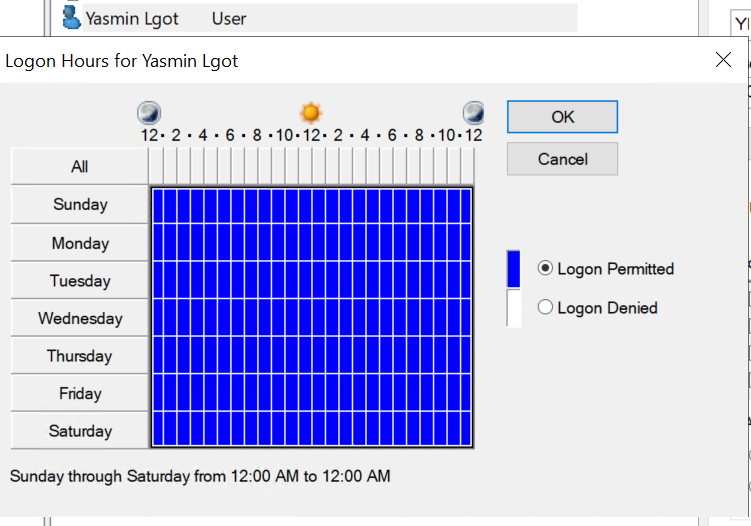 Yasmin Lgot User
Logon Hours for Yasmin Lgot
12 · 2 · 4 · 6 · 8 · 10 · 12 · 2 · 4 · 6 · 8 · 10 · 12
OK
All
Cancel
Sunday
Monday
Tuesday
Logon Permitted
Wednesday
Logon Denied
Thursday
Friday
Saturday
Sunday through Saturday from 12:00 AM to 12:00 AM